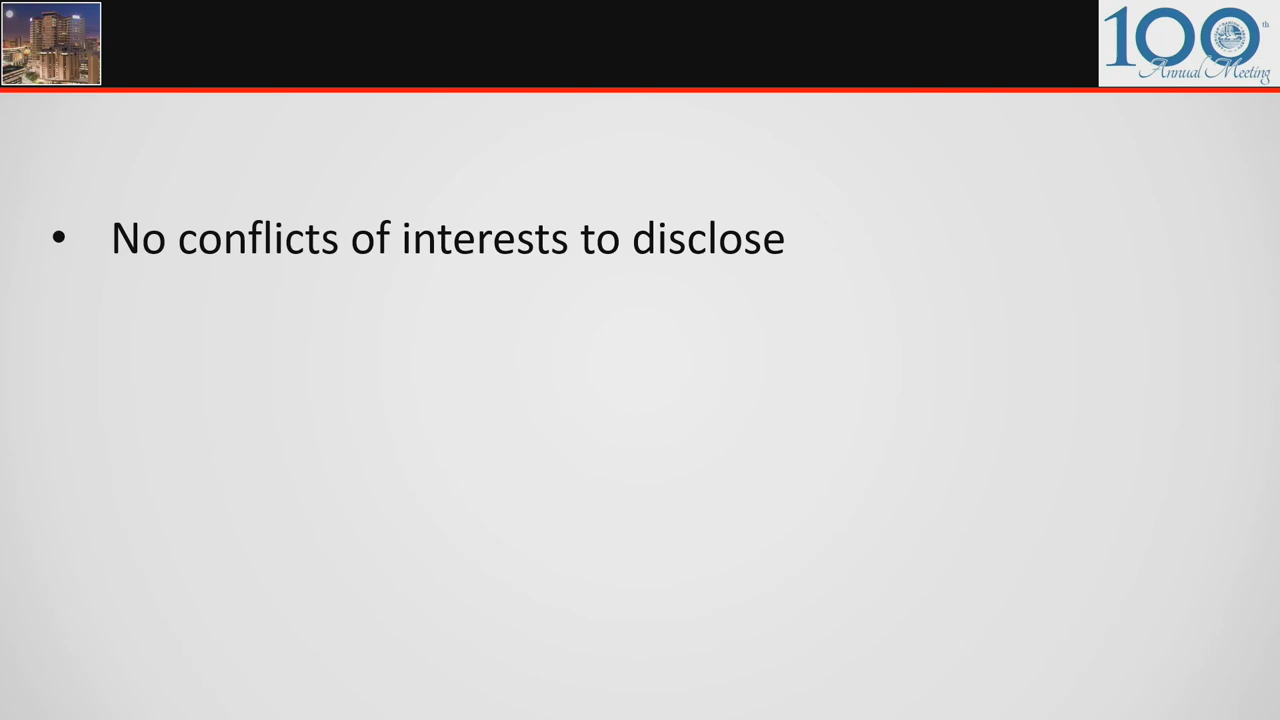 100th
Annual Meeting
• No conflicts of interests to disclose